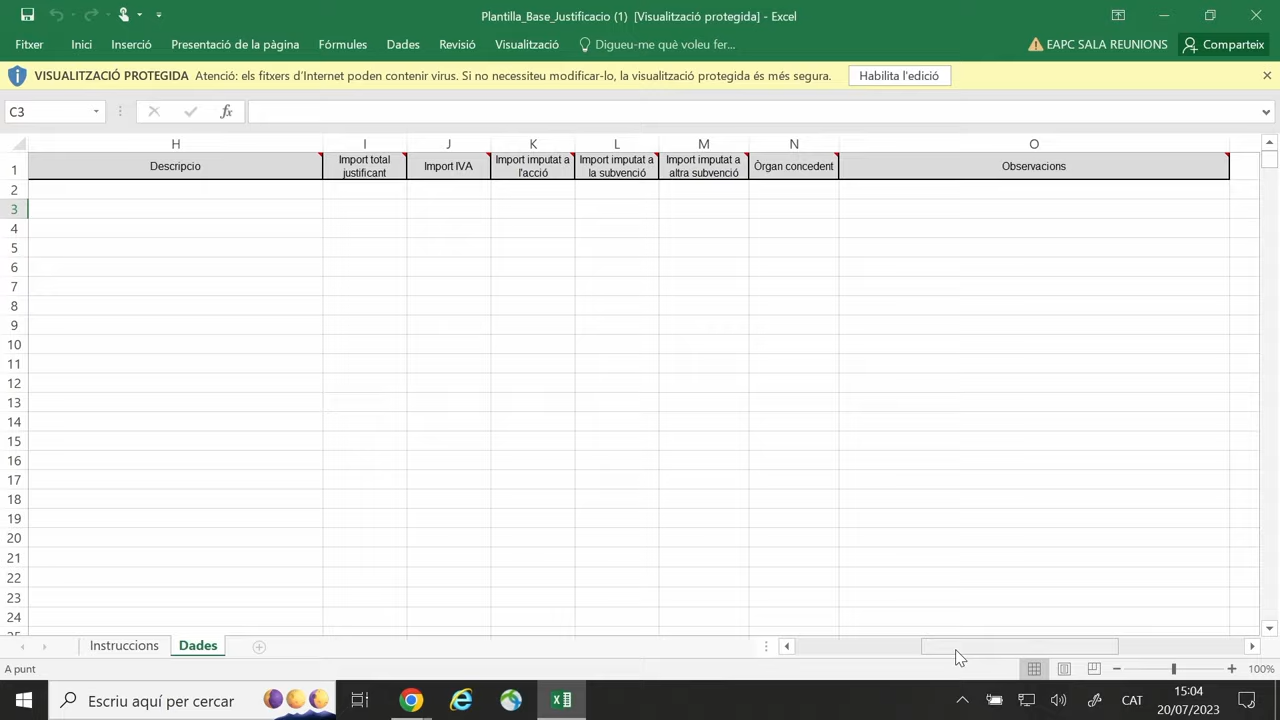 Plantilla_Base_Justificacio (1) [Visualització protegida] - Excel
Fitxer Inici Inserció Presentació de la pàgina Fórmules Dades Revisió Visualització Digueu-me què voleu fer... EAPC SALA REUNIONS Comparteix
VISUALITZACIÓ PROTEGIDA Atenció: els fitxers d'Internet poden contenir virus. Si no necessiteu modificar-lo, la visualització protegida és més segura. Habilita l'edició
C3 fx
H I J K L M N O
1 Descripcio Import total justificant Import IVA Import imputat a l'acció Import imputat a la subvenció Import imputat a altra subvenció Òrgan concedent Observacions
2
3
4
5
6
7
8
9
10
11
12
13
14
15
16
17
18
19
20
21
22
23
24
25
Instruccions Dades
A punt 100%
Escriu aquí per cercar CAT 15:04
20/07/2023